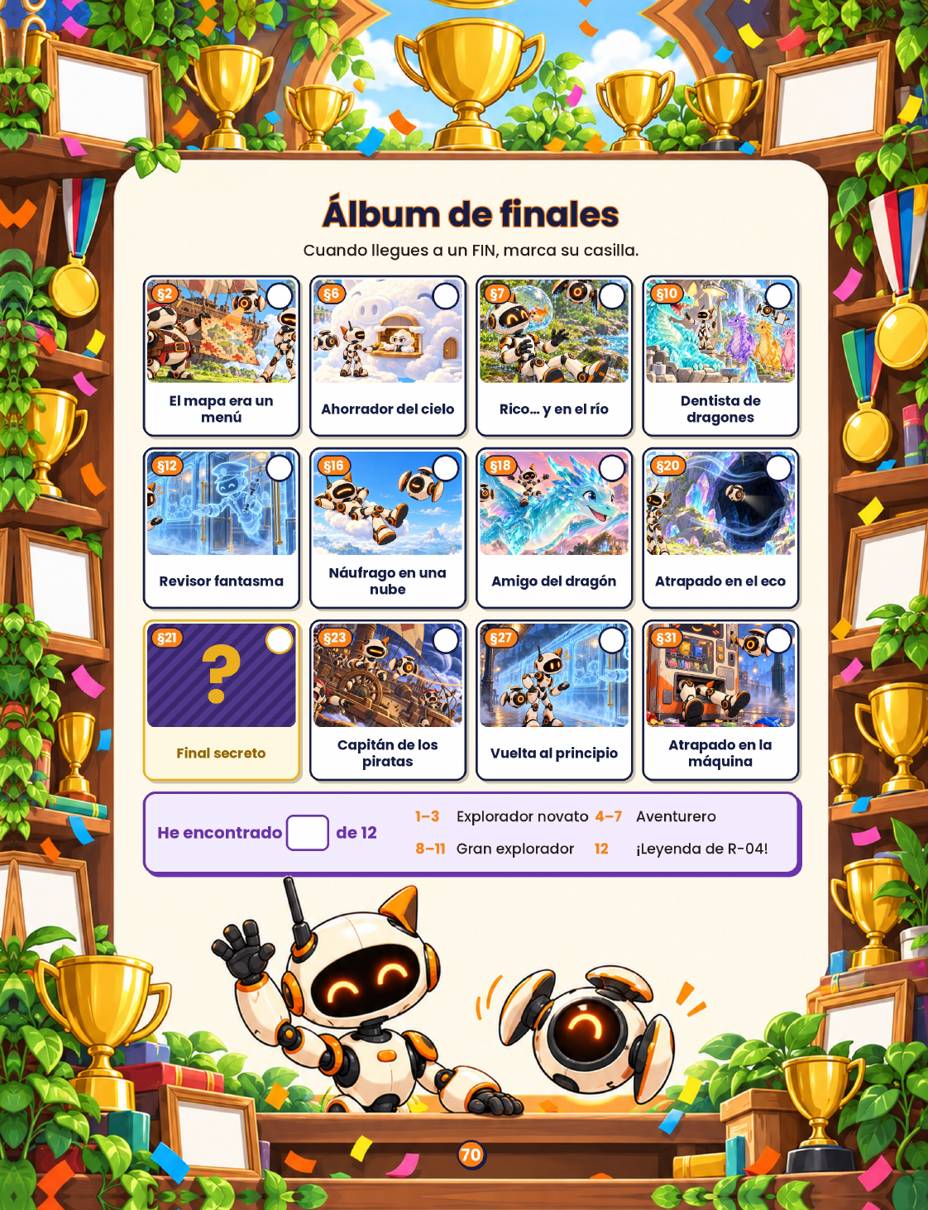 Álbum de finales
Cuando llegues a un FIN, marca su casilla.
§2
El mapa era un
menú
§6
Ahorrador del cielo
§7
Rico... y en el río
§10
Dentista de
dragones
§12
Revisor fantasma
§16
Náufrago en una
nube
§18
Amigo del dragón
§20
Atrapado en el eco
§21
?
Final secreto
§23
Capitán de los
piratas
§27
Vuelta al principio
§31
Atrapado en la
máquina
He encontrado de 12
1–3 Explorador novato 4–7 Aventurero
8–11 Gran explorador 12 ¡Leyenda de R-04!
70